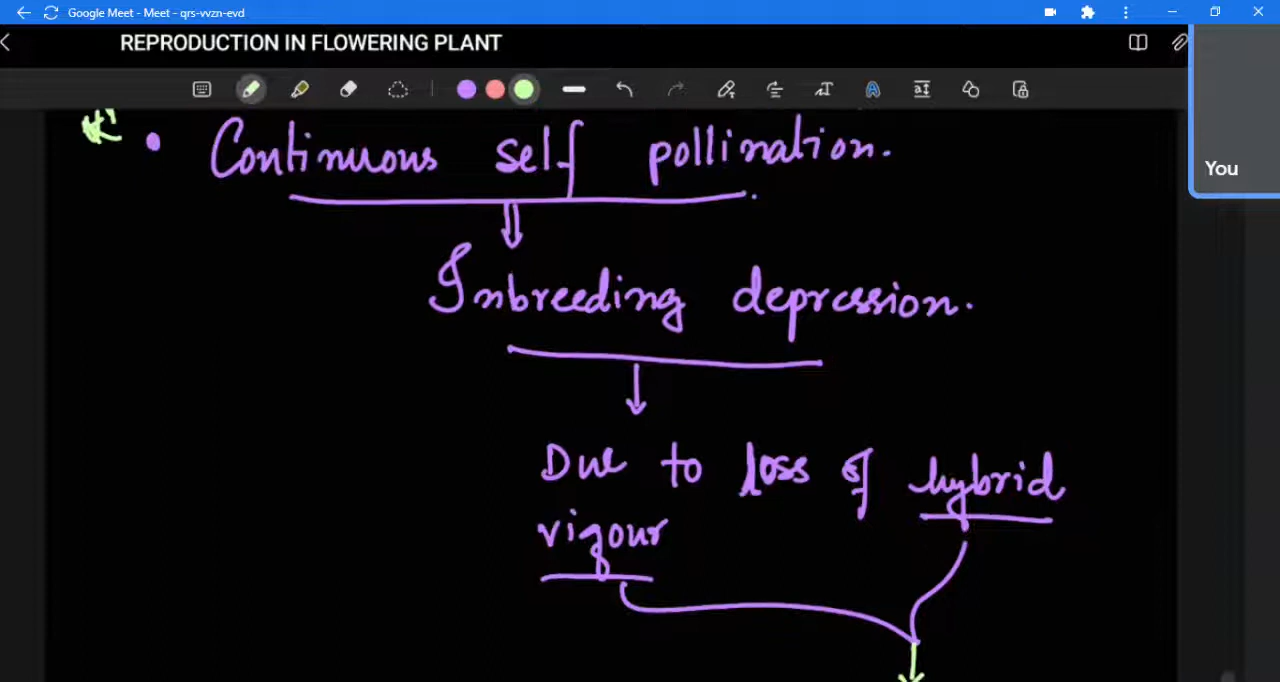 Google Meet - Meet - qrs-vvzn-evd
REPRODUCTION IN FLOWERING PLANT
You
Continuous self pollination.
Inbreeding depression.
Due to loss of hybrid
vigour